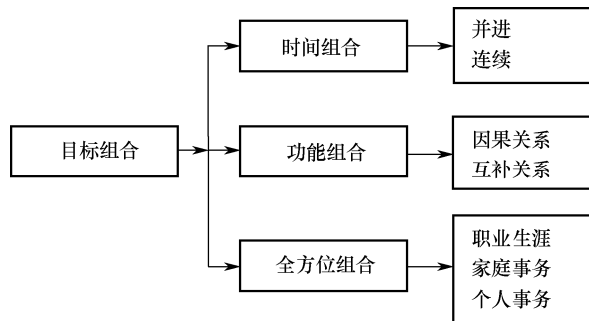 目标组合
时间组合
并进
连续
功能组合
因果关系
互补关系
全方位组合
职业生涯
家庭事务
个人事务